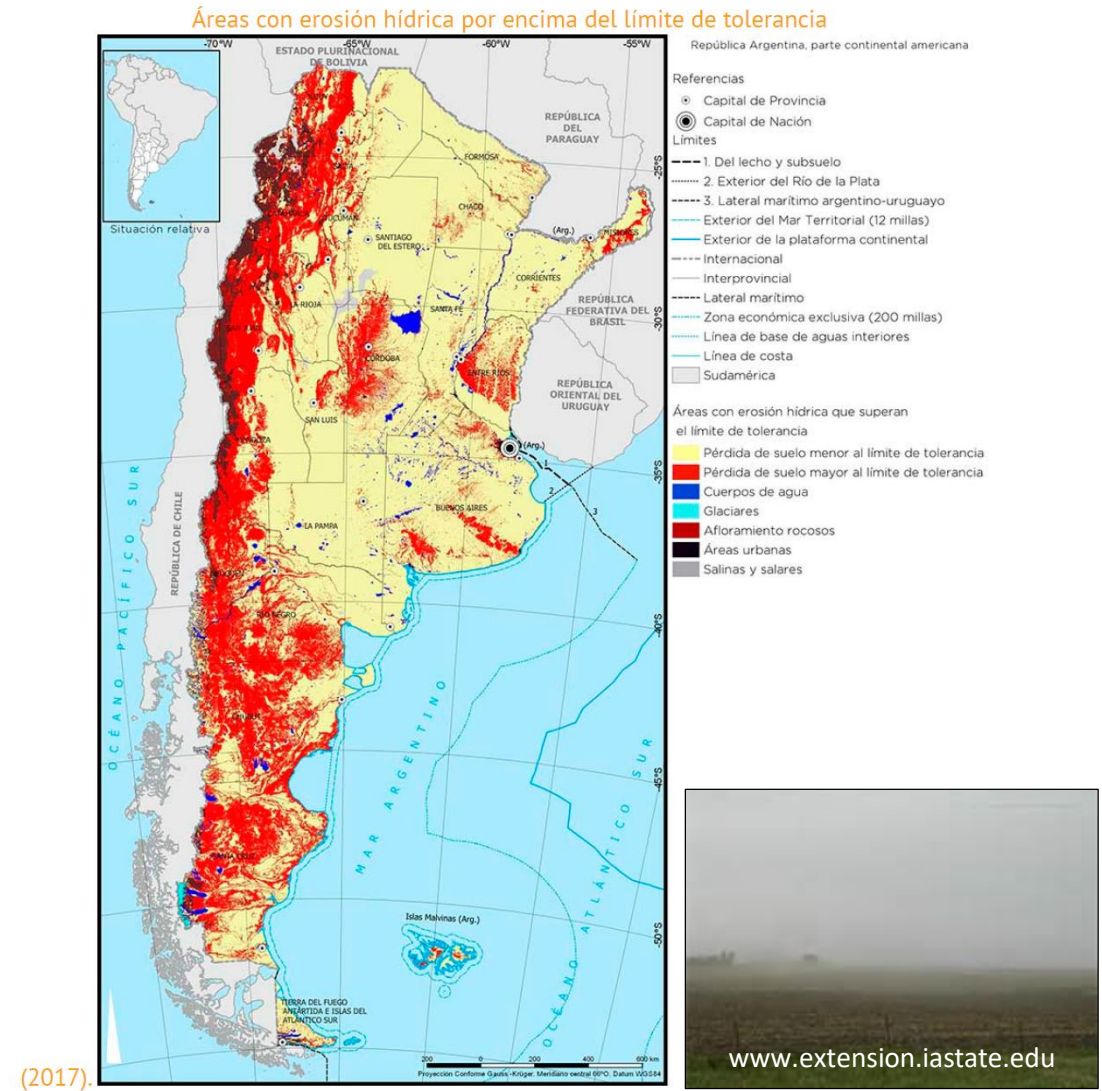 Áreas con erosión hídrica por encima del límite de tolerancia
-70°W
-65°W
-60°W
-55°W
ESTADO PLURINACIONAL
DE BOLIVIA
REPÚBLICA
DEL
PARAGUAY
Situación relativa
FORMOSA
-25°S
CHACO
TUCUMÁN
SANTIAGO
DEL ESTERO
(Arg.)
MISIONES
CORRIENTES
LA RIOJA
SANTA FE
REPÚBLICA
FEDERATIVA DEL
BRASIL
-30°S
SAN JUAN
CÓRDOBA
ENTRE RÍOS
REPÚBLICA
ORIENTAL DEL
URUGUAY
SAN LUIS
MENDOZA
(Arg.)
1
2
3
-35°S
REPÚBLICA DE CHILE
BUENOS AIRES
LA PAMPA
OCÉANO PACÍFICO SUR
RÍO NEGRO
-40°S
CHUBUT
MAR ARGENTINO
-45°S
OCÉANO ATLÁNTICO SUR
SANTA CRUZ
Islas Malvinas (Arg.)
-50°S
TIERRA DEL FUEGO
ANTÁRTIDA E ISLAS DEL
ATLÁNTICO SUR
200 0 200 400 600 km
Proyección Conforme Gauss-Krüger. Meridiano central 66°O. Datum WGS84
República Argentina, parte continental americana
Referencias
Capital de Provincia
Capital de Nación
Límites
1. Del lecho y subsuelo
2. Exterior del Río de la Plata
3. Lateral marítimo argentino-uruguayo
Exterior del Mar Territorial (12 millas)
Exterior de la plataforma continental
Internacional
Interprovincial
Lateral marítimo
Zona económica exclusiva (200 millas)
Línea de base de aguas interiores
Línea de costa
Sudamérica
Áreas con erosión hídrica que superan
el límite de tolerancia
Pérdida de suelo menor al límite de tolerancia
Pérdida de suelo mayor al límite de tolerancia
Cuerpos de agua
Glaciares
Afloramiento rocosos
Áreas urbanas
Salinas y salares
www.extension.iastate.edu
(2017).